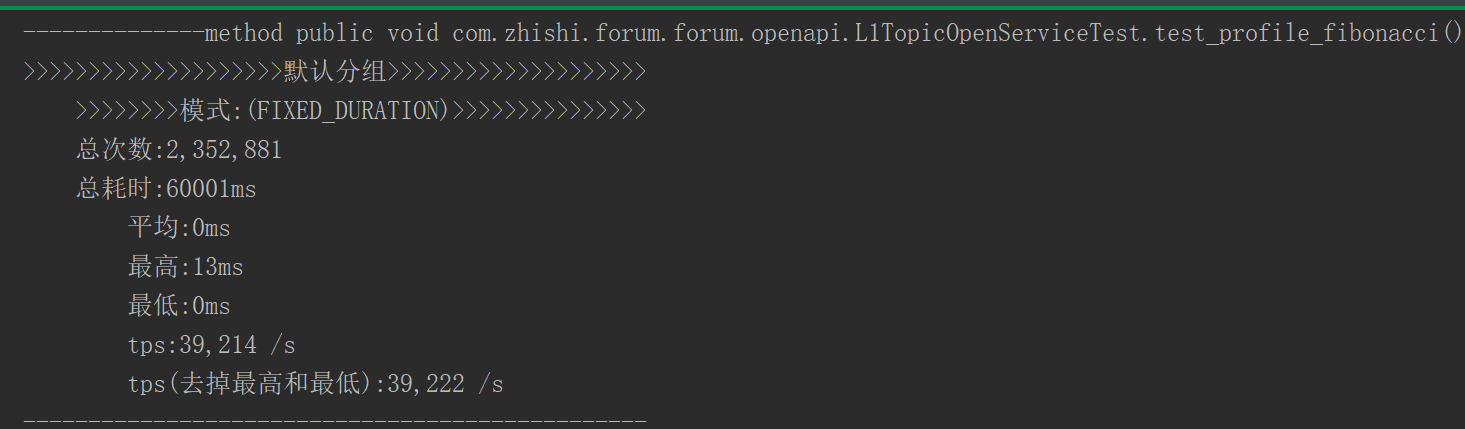 --------------method public void com.zhishi.forum.forum.openapi.L1TopicOpenServiceTest.test_profile_fibonacci()
>>>>>>>>>>>>>>>>>>>>默认分组>>>>>>>>>>>>>>>>>>>>
>>>>>>>>模式:(FIXED_DURATION)>>>>>>>>>>>>>>>
总次数:2,352,881
总耗时:60001ms
平均:0ms
最高:13ms
最低:0ms
tps:39,214 /s
tps(去掉最高和最低):39,222 /s
------------------------------------------------